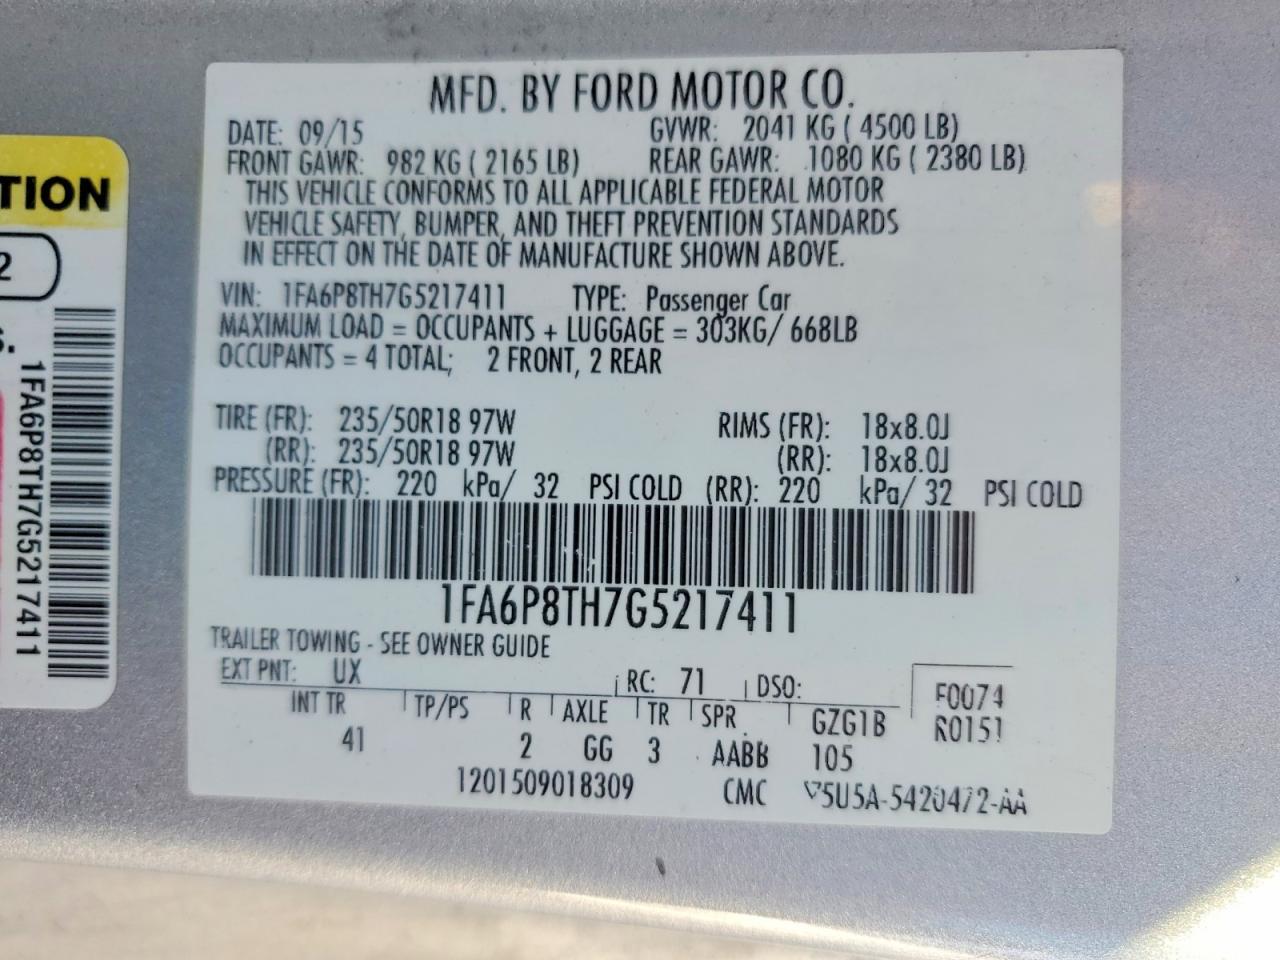 MFD. BY FORD MOTOR CO.
DATE: 09/15 GVWR: 2041 KG ( 4500 LB)
FRONT GAWR: 982 KG ( 2165 LB) REAR GAWR: 1080 KG ( 2380 LB)
THIS VEHICLE CONFORMS TO ALL APPLICABLE FEDERAL MOTOR
VEHICLE SAFETY, BUMPER, AND THEFT PREVENTION STANDARDS
IN EFFECT ON THE DATE OF MANUFACTURE SHOWN ABOVE.
VIN: 1FA6P8TH7G5217411 TYPE: Passenger Car
MAXIMUM LOAD = OCCUPANTS + LUGGAGE = 303KG/ 668LB
OCCUPANTS = 4 TOTAL; 2 FRONT, 2 REAR
TIRE (FR): 235/50R18 97W RIMS (FR): 18x8.0J
(RR): 235/50R18 97W (RR): 18x8.0J
PRESSURE (FR): 220 kPa/ 32 PSI COLD (RR): 220 kPa/ 32 PSI COLD
1FA6P8TH7G5217411
TRAILER TOWING - SEE OWNER GUIDE
EXT PNT: UX RC: 71 DSO: F0074
INT TR TP/PS R AXLE TR SPR GZG1B R0151
41 2 GG 3 AABB 105
1201509018309 CMC 5U5A-5420472-AA
TION
2
S.
1FA6P8TH7G5217411